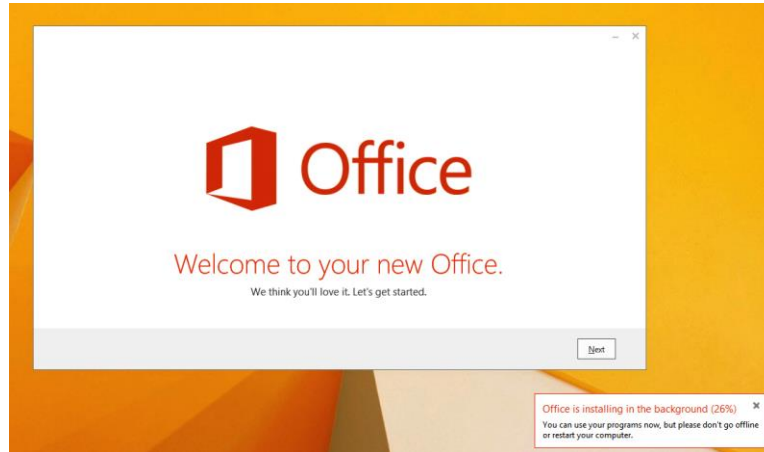 Office
Welcome to your new Office.
We think you'll love it. Let's get started.
Next
Office is installing in the background (26%)
You can use your programs now, but please don't go offline
or restart your computer.